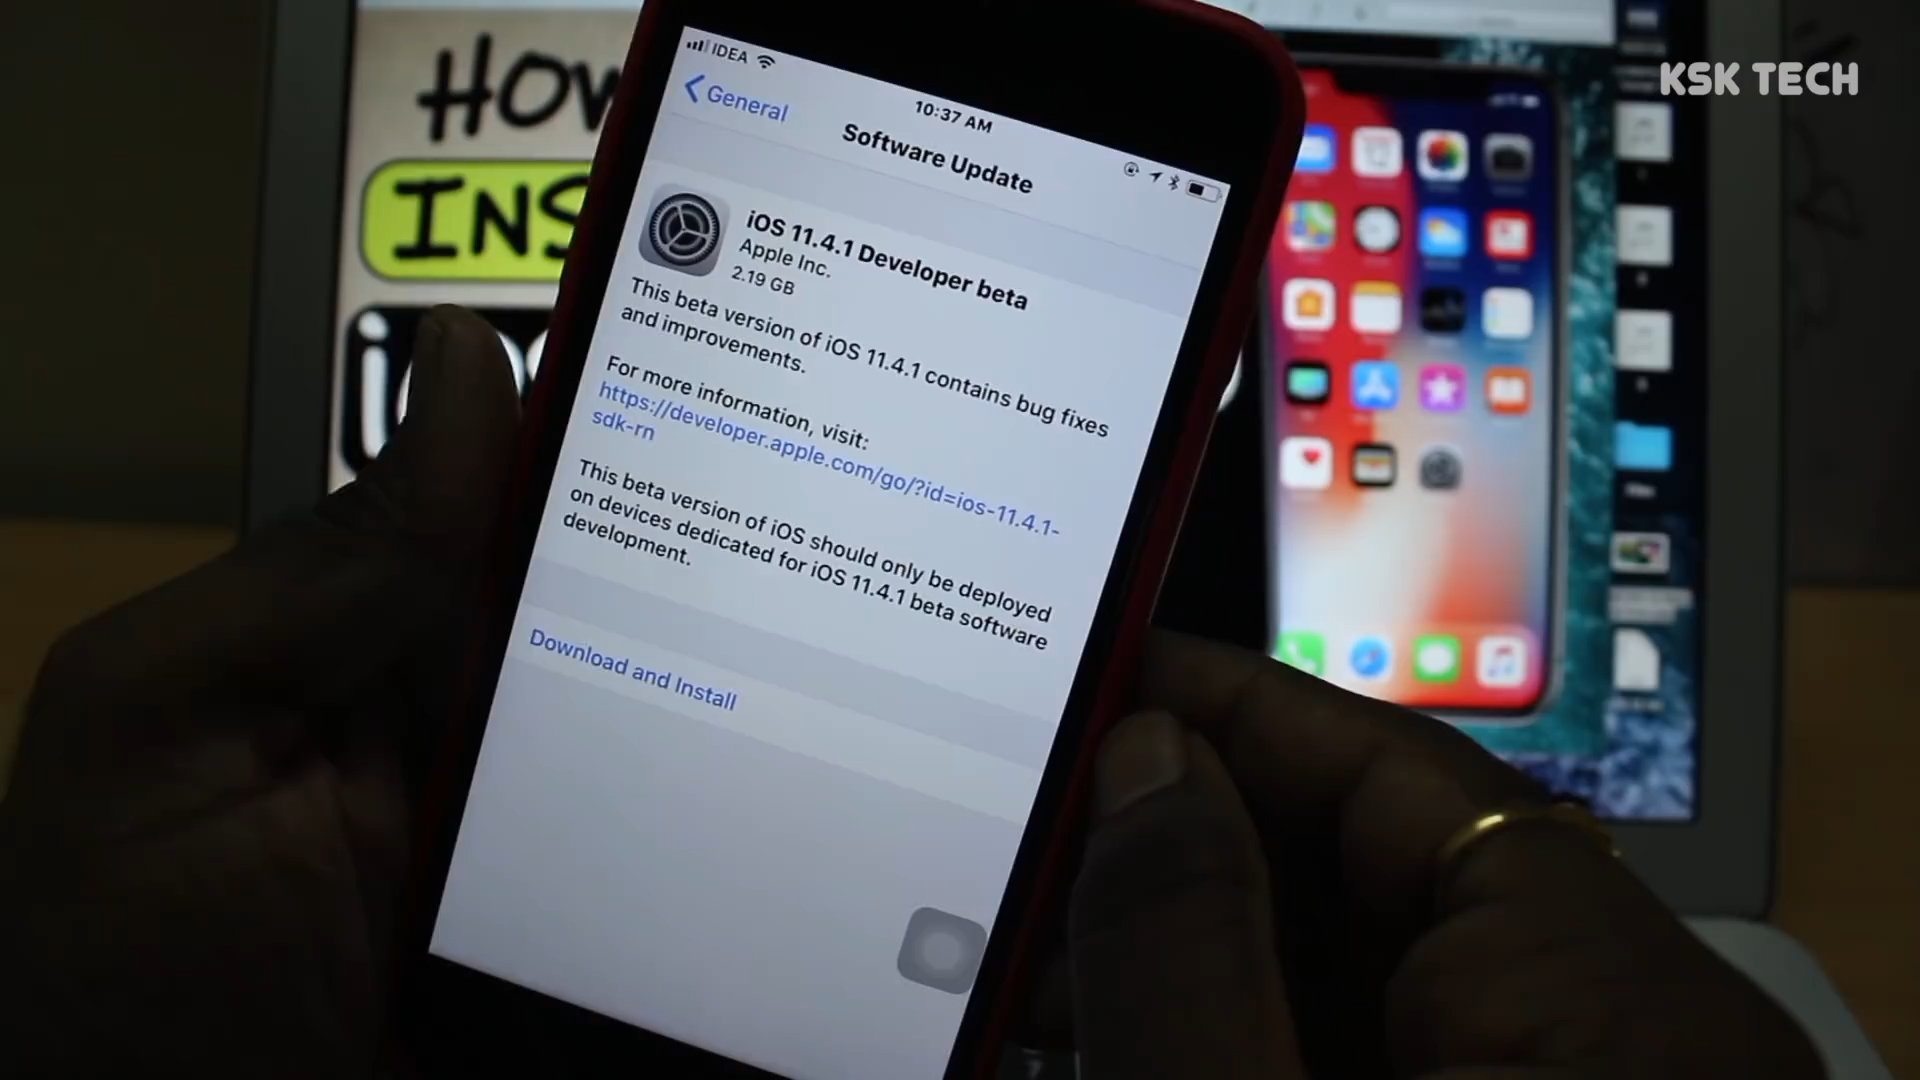 KSK TECH
HOW
INS
IDEA
10:37 AM
General
Software Update
iOS 11.4.1 Developer beta
Apple Inc.
2.19 GB
This beta version of iOS 11.4.1 contains bug fixes
and improvements.
For more information, visit:
https://developer.apple.com/go/?id=ios-11.4.1-
sdk-rn
This beta version of iOS should only be deployed
on devices dedicated for iOS 11.4.1 beta software
development.
Download and Install